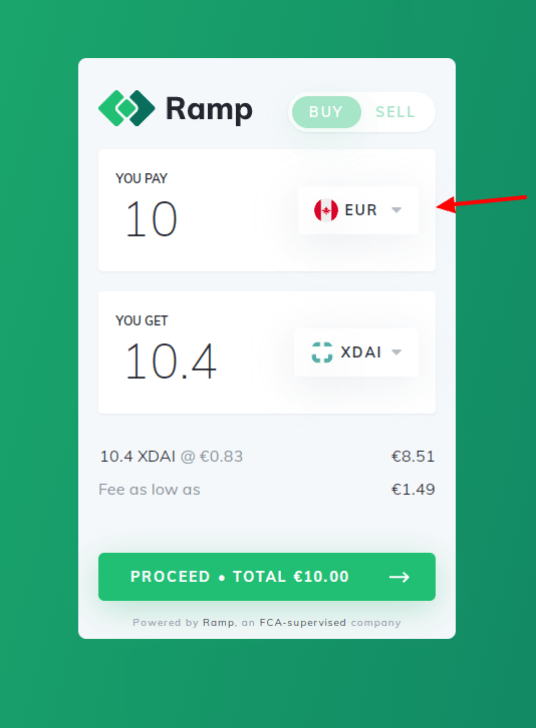 Ramp
BUY SELL
YOU PAY
10
EUR
YOU GET
10.4
XDAI
10.4 XDAI @ €0.83 €8.51
Fee as low as €1.49
PROCEED • TOTAL €10.00 →
Powered by Ramp, an FCA-supervised company